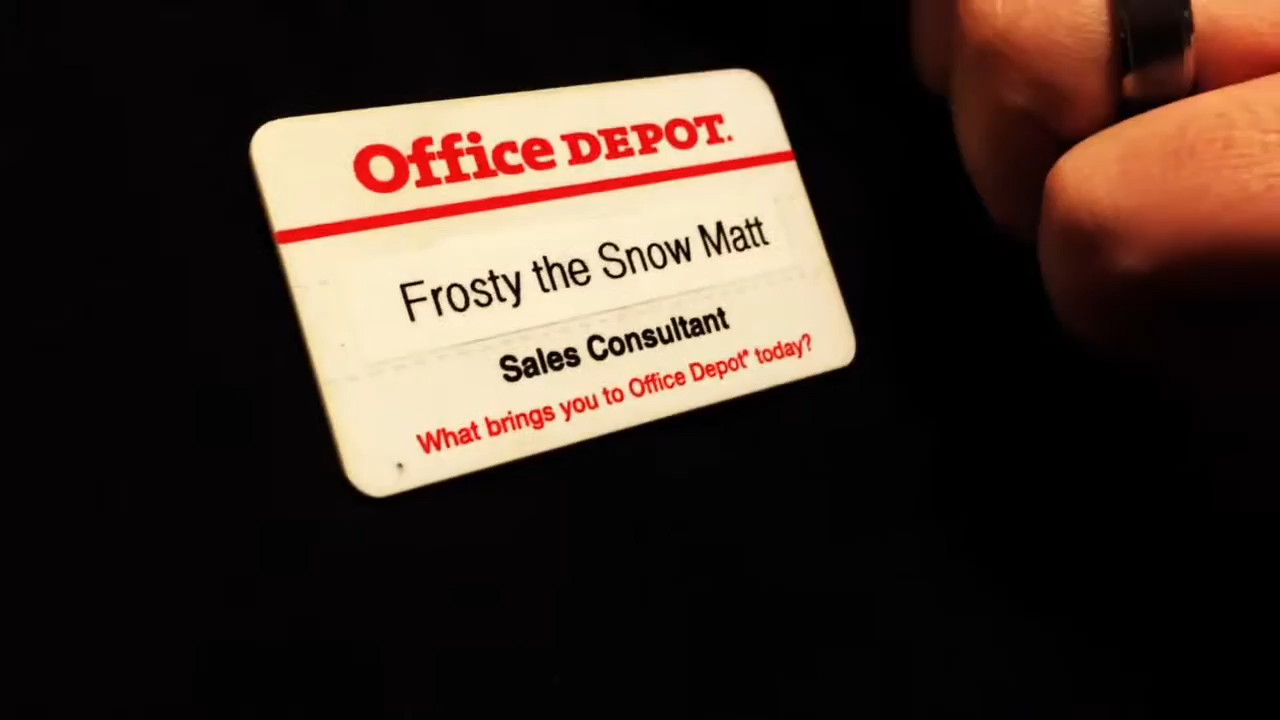 Office DEPOT.
Frosty the Snow Matt
Sales Consultant
What brings you to Office Depot® today?